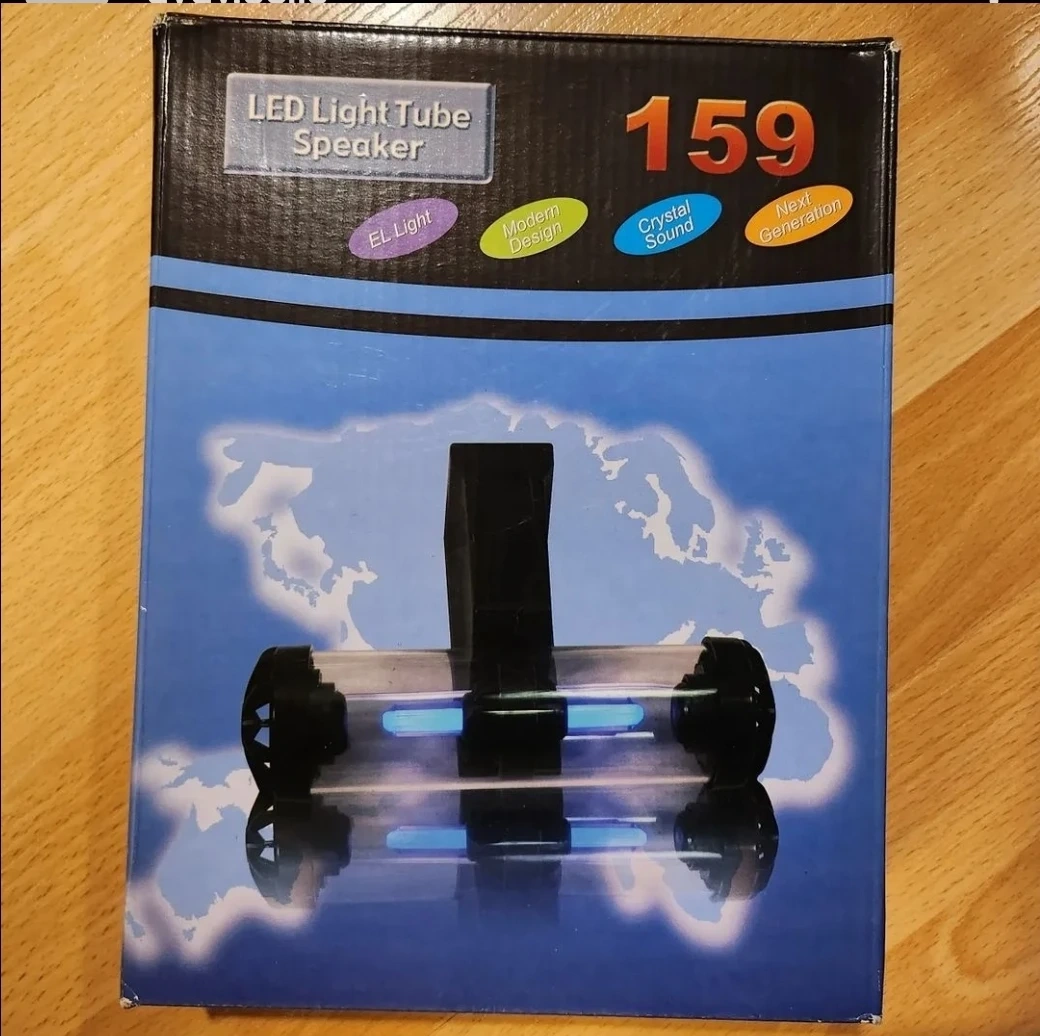 LED Light Tube
Speaker
159
EL Light
Modern
Design
Crystal
Sound
Next
Generation